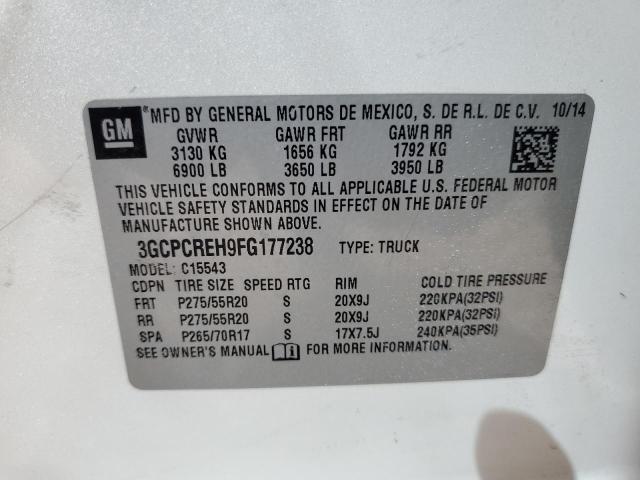 GM ®MFD BY GENERAL MOTORS DE MEXICO, S. DE R.L. DE C.V. 10/14
GVWR GAWR FRT GAWR RR
3130 KG 1656 KG 1792 KG
6900 LB 3650 LB 3950 LB
THIS VEHICLE CONFORMS TO ALL APPLICABLE U.S. FEDERAL MOTOR
VEHICLE SAFETY STANDARDS IN EFFECT ON THE DATE OF
MANUFACTURE SHOWN ABOVE.
3GCPCREH9FG177238 TYPE: TRUCK
MODEL: C15543
CDPN TIRE SIZE SPEED RTG RIM COLD TIRE PRESSURE
FRT P275/55R20 S 20X9J 220KPA(32PSI)
RR P275/55R20 S 20X9J 220KPA(32PSI)
SPA P265/70R17 S 17X7.5J 240KPA(35PSI)
SEE OWNER'S MANUAL FOR MORE INFORMATION.